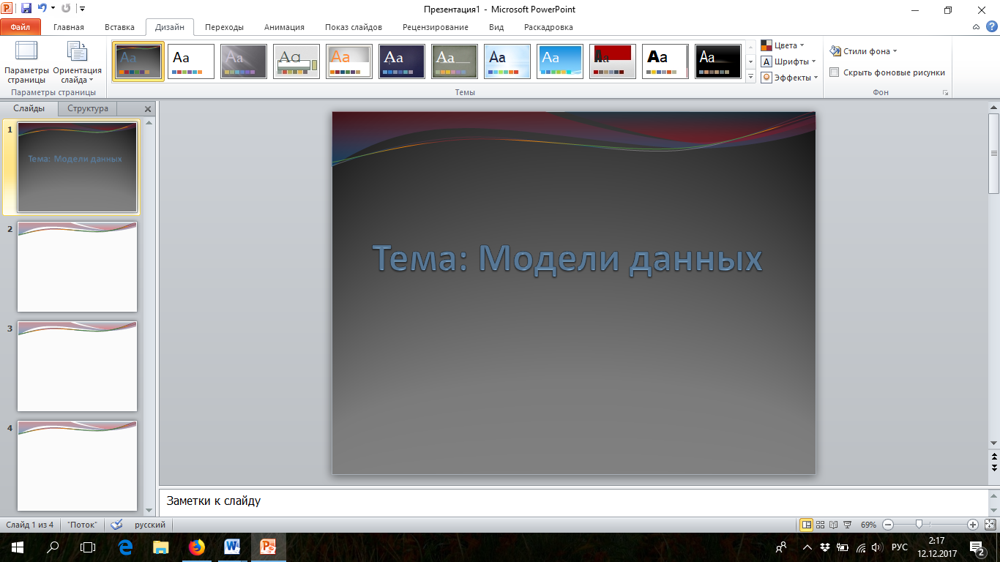 Презентация1 - Microsoft PowerPoint
Файл Главная Вставка Дизайн Переходы Анимация Показ слайдов Рецензирование Вид Раскадровка
Параметры страницы
Ориентация слайда
Параметры страницы
Aa Aa Aa Aa Aa Aa Aa Aa Aa Aa Aa Aa
Темы
Цвета
Шрифты
Эффекты
Стили фона
Скрыть фоновые рисунки
Фон
Слайды Структура
1
Тема: Модели данных
2
3
4
Тема: Модели данных
Заметки к слайду
Слайд 1 из 4 "Поток" русский 69%
РУС
2:17
12.12.2017
2